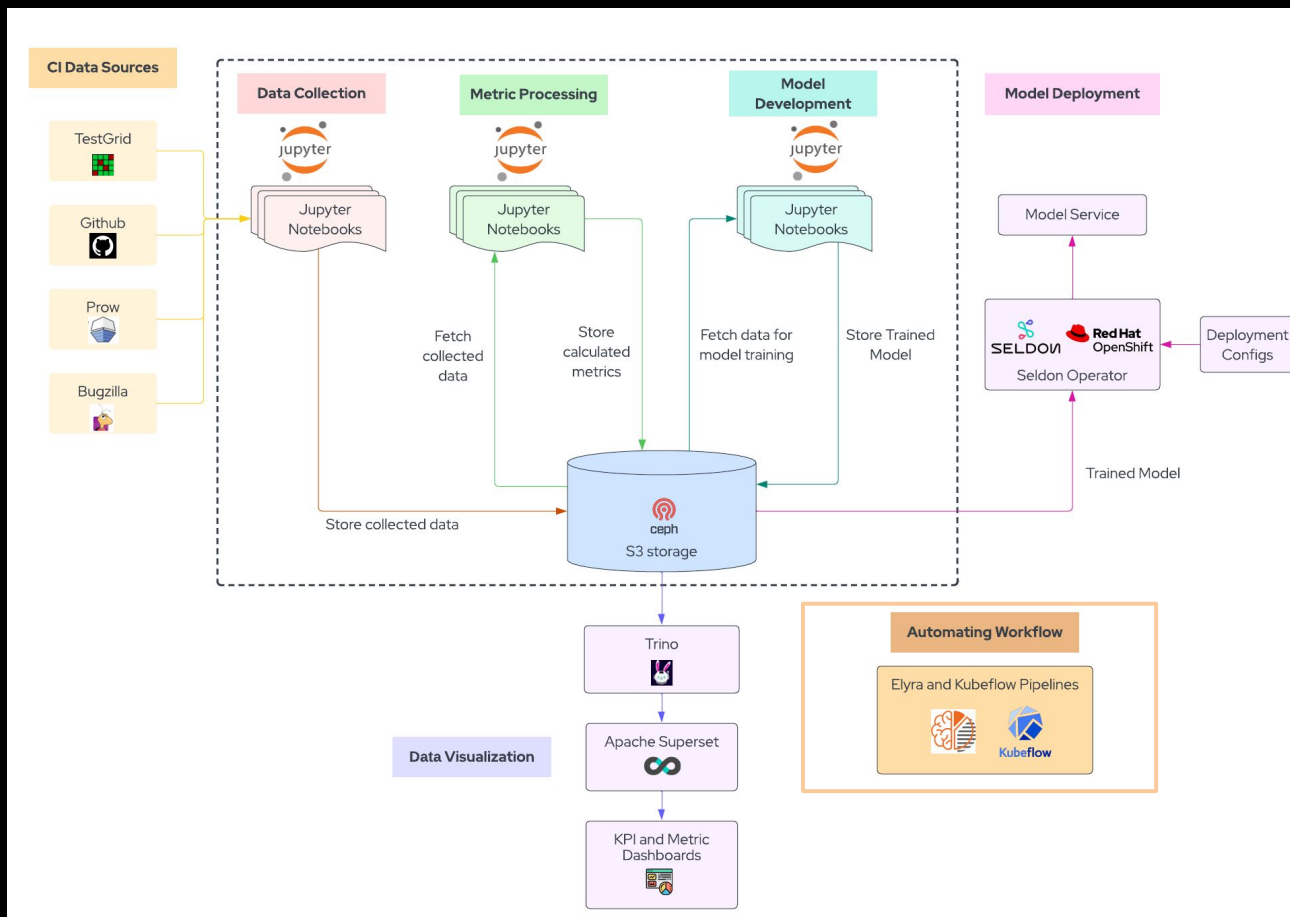 CI Data Sources
TestGrid
Github
Prow
Bugzilla
Data Collection
jupyter
Jupyter
Notebooks
Metric Processing
jupyter
Jupyter
Notebooks
Model
Development
jupyter
Jupyter
Notebooks
Fetch
collected
data
Store
calculated
metrics
Fetch data for
model training
Store Trained
Model
Store collected data
ceph
S3 storage
Model Deployment
Model Service
SELDON
Red Hat
OpenShift
Seldon Operator
Deployment
Configs
Trained Model
Trino
Data Visualization
Apache Superset
KPI and Metric
Dashboards
Automating Workflow
Elyra and Kubeflow Pipelines
Kubeflow